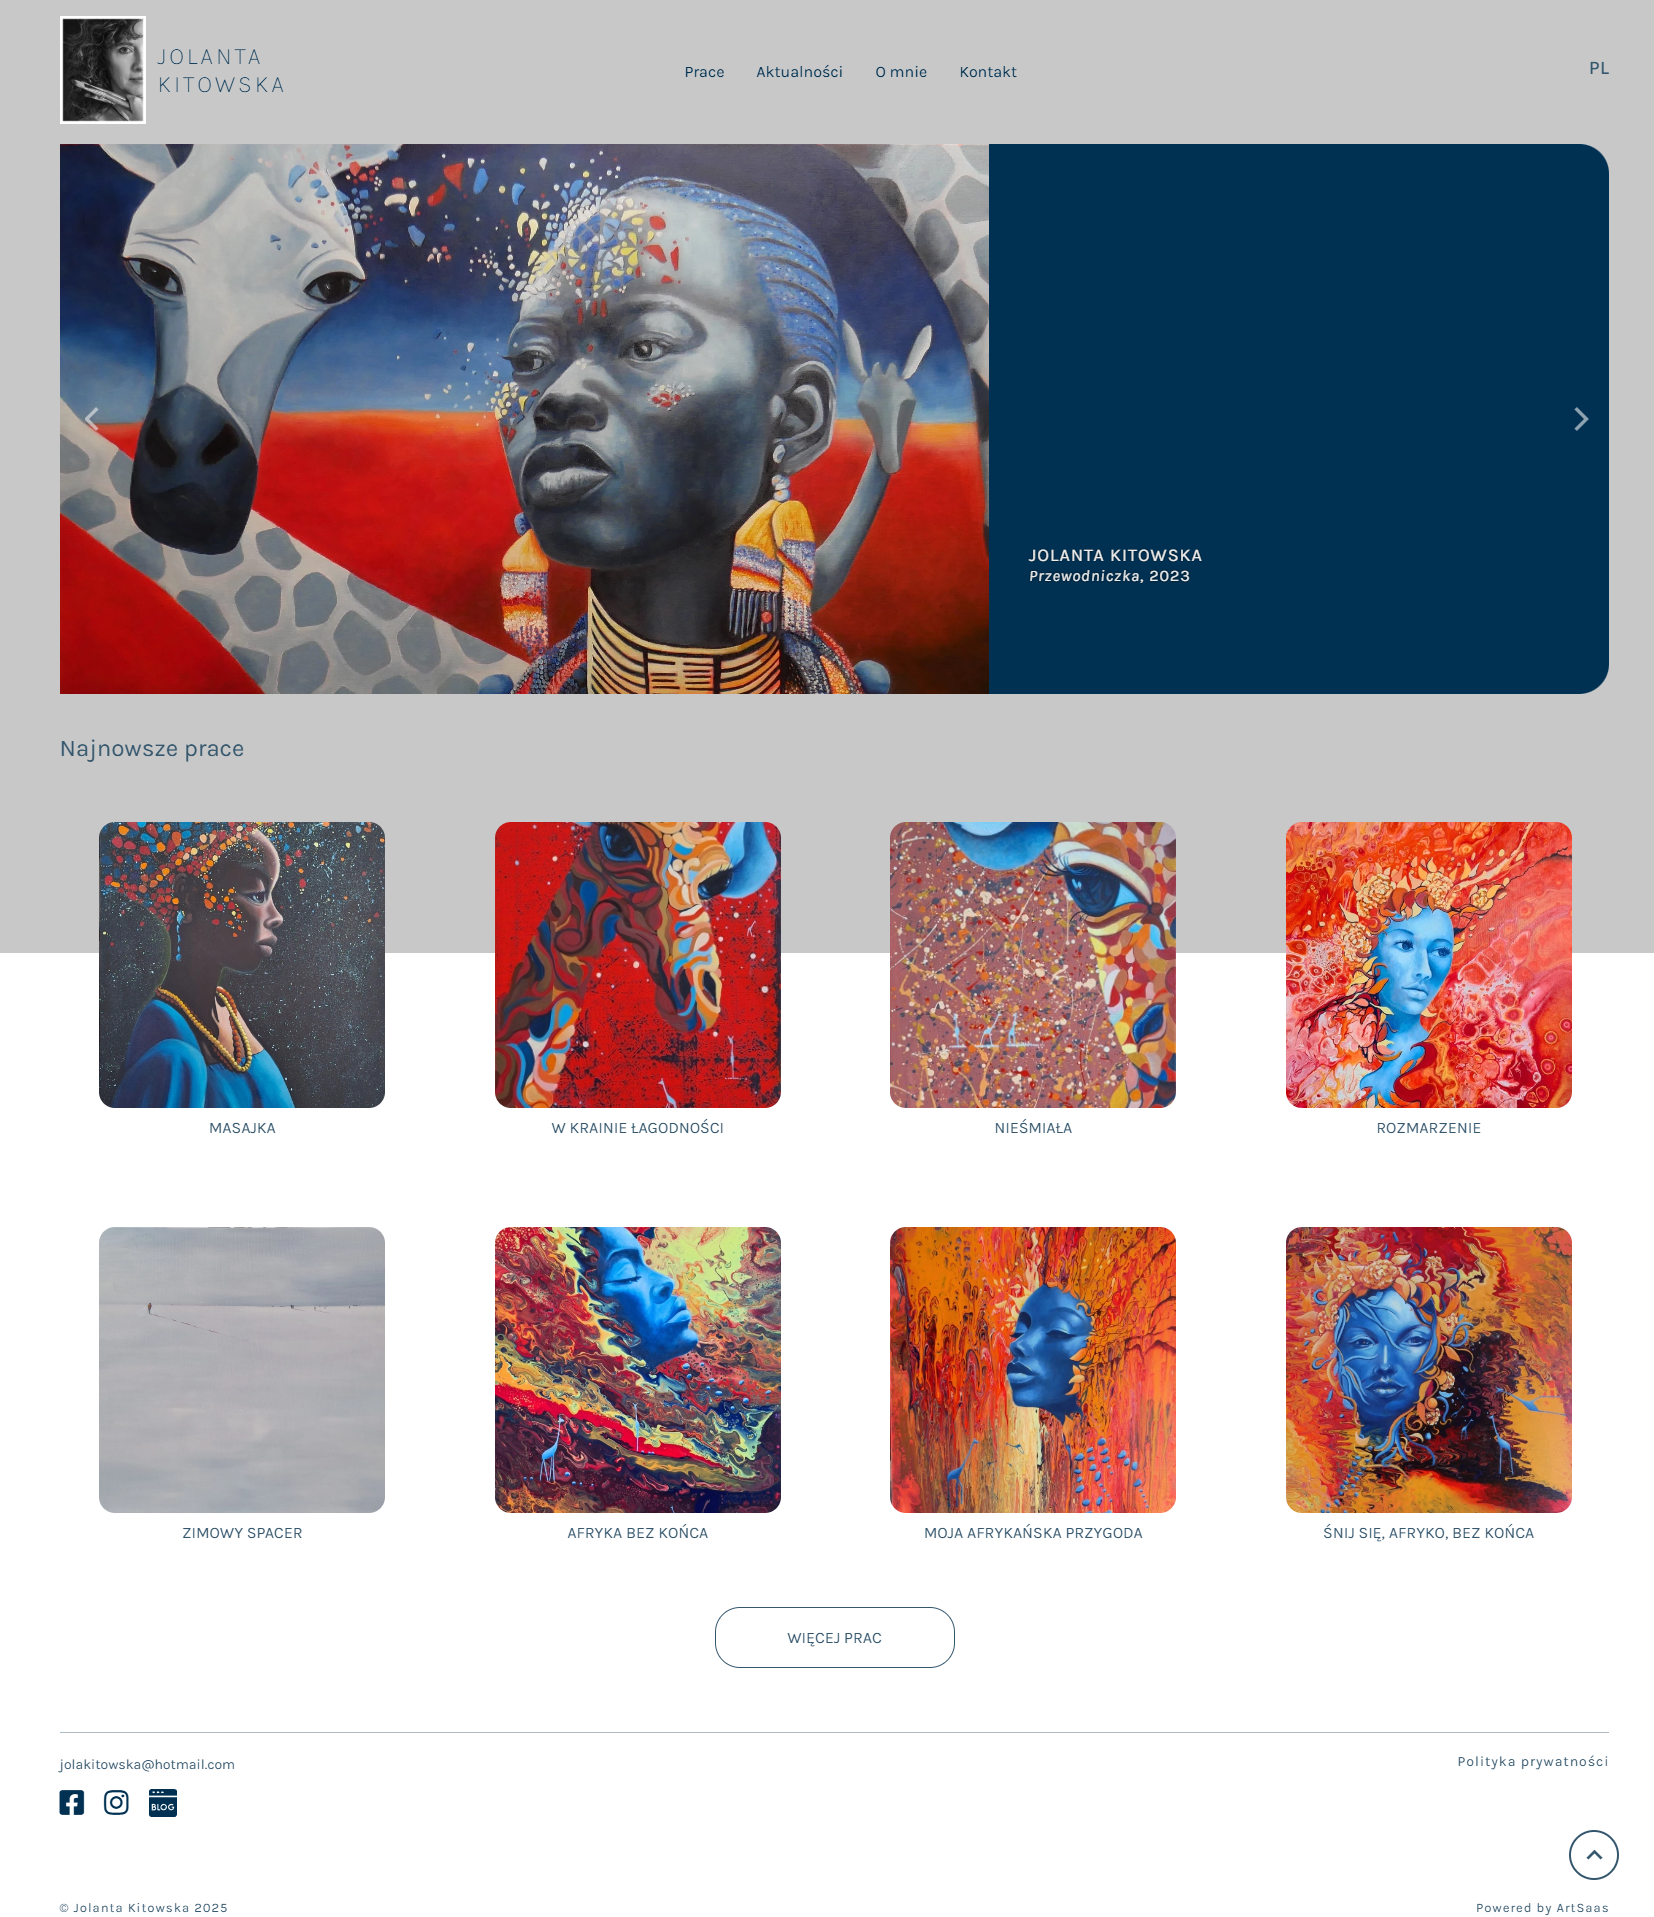 JOLANTA
KITOWSKA
Prace Aktualności O mnie Kontakt
PL
JOLANTA KITOWSKA
Przewodniczka, 2023
Najnowsze prace
MASAJKA
W KRAINIE ŁAGODNOŚCI
NIEŚMIAŁA
ROZMARZENIE
ZIMOWY SPACER
AFRYKA BEZ KOŃCA
MOJA AFRYKAŃSKA PRZYGODA
ŚNIJ SIĘ, AFRYKO, BEZ KOŃCA
WIĘCEJ PRAC
jolakitowska@hotmail.com
Polityka prywatności
BLOG
© Jolanta Kitowska 2025
Powered by ArtSaas